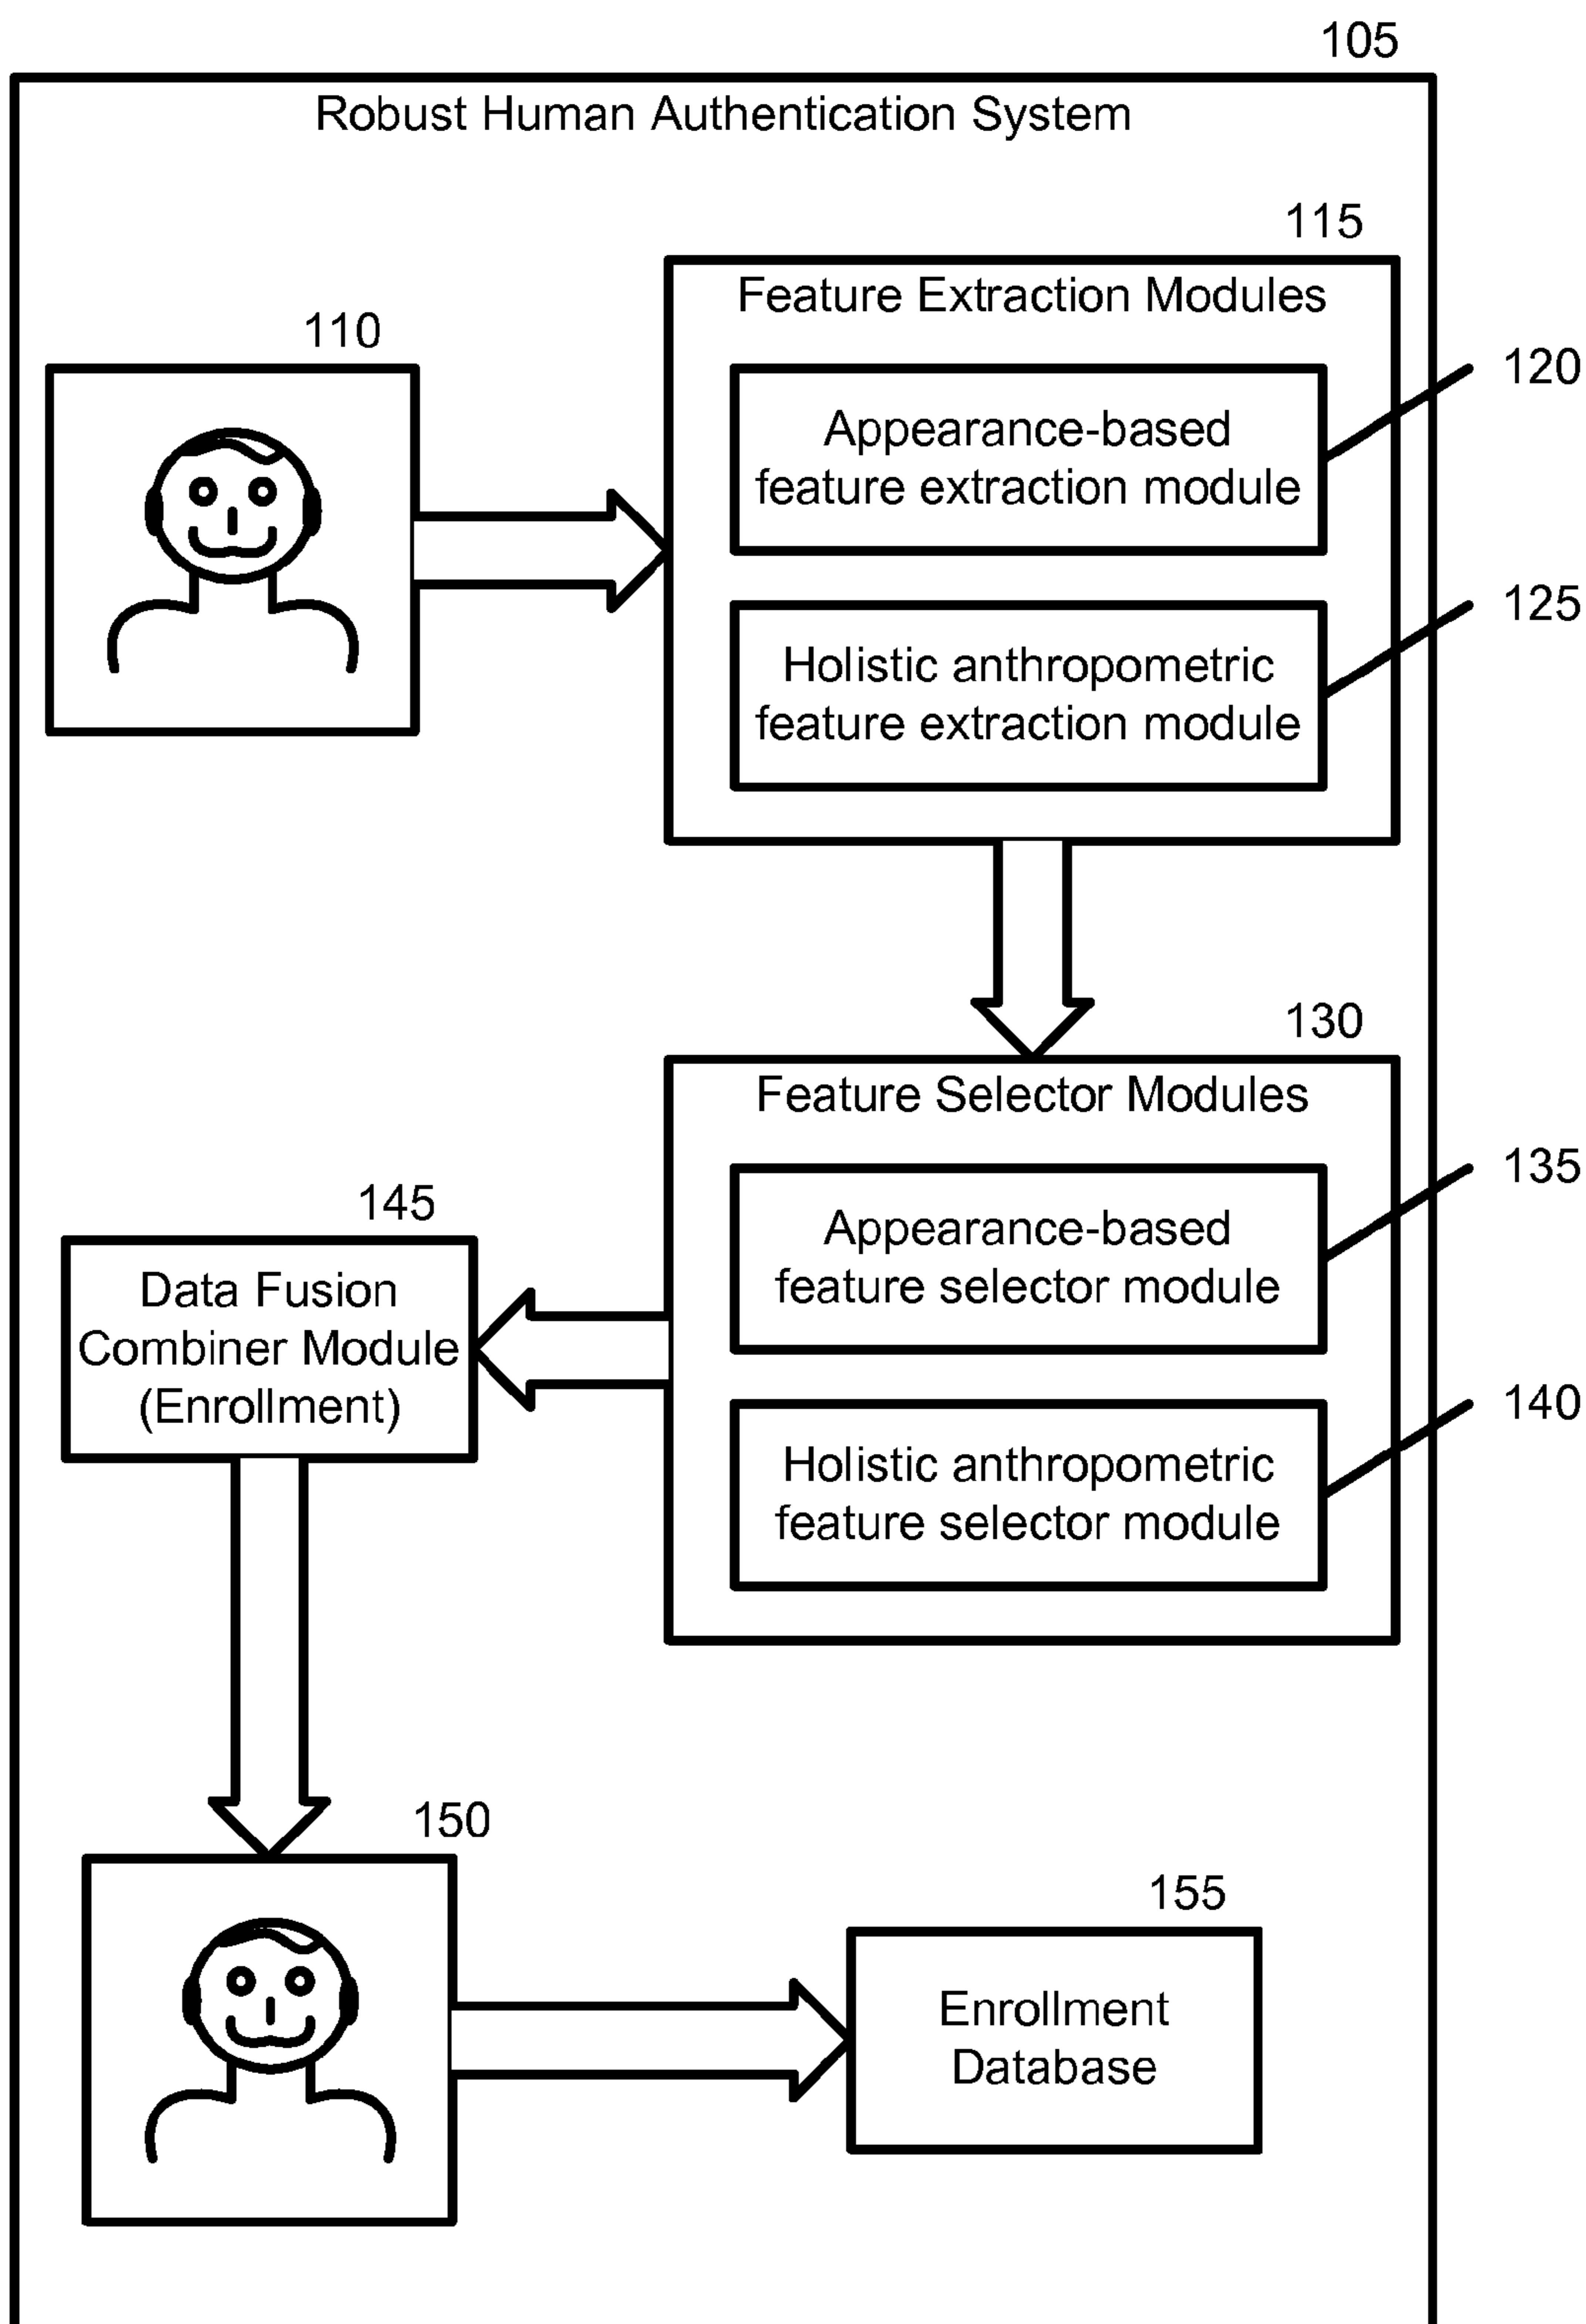 105
Robust Human Authentication System
115
Feature Extraction Modules
110
120
Appearance-based
feature extraction module
125
Holistic anthropometric
feature extraction module
130
Feature Selector Modules
135
Appearance-based
feature selector module
145
Data Fusion
Combiner Module
(Enrollment)
140
Holistic anthropometric
feature selector module
150
155
Enrollment
Database